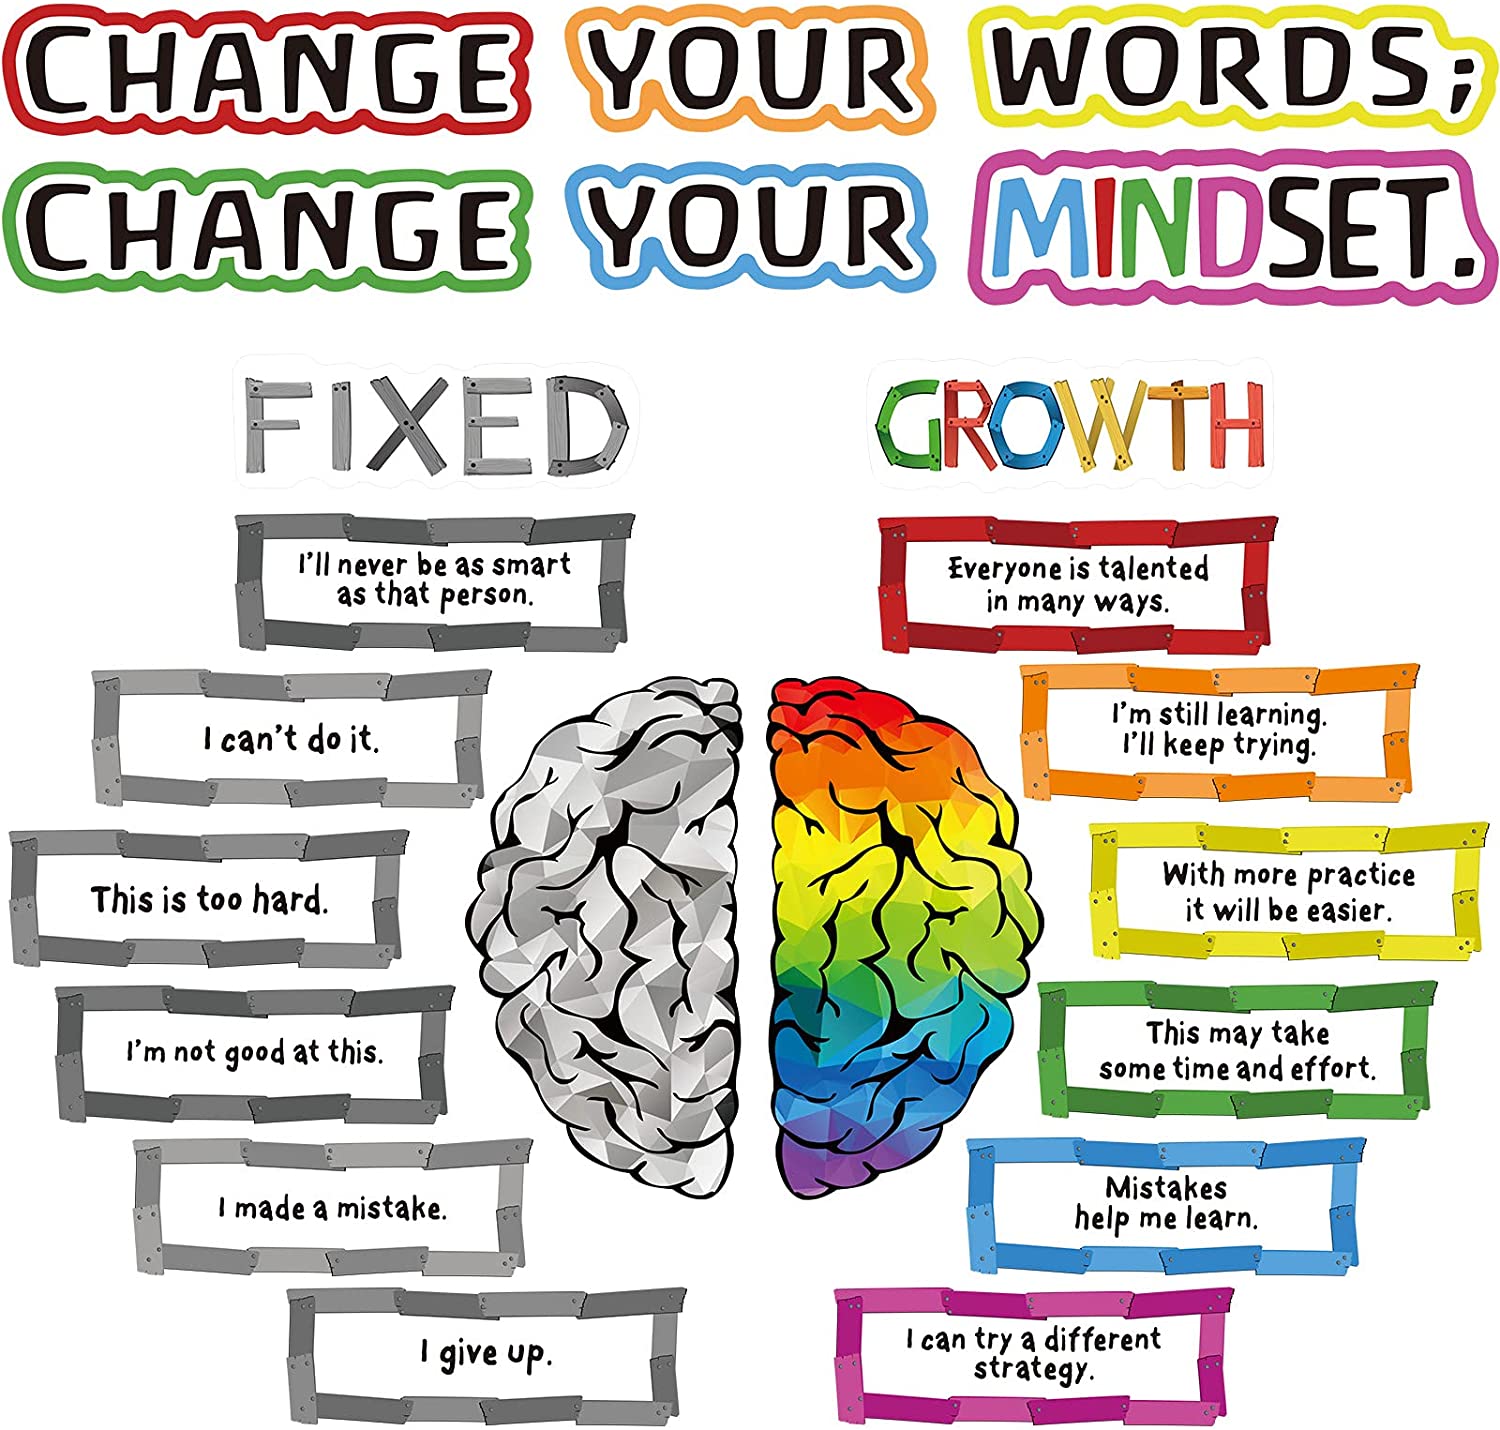 CHANGE YOUR WORDS;
CHANGE YOUR MINDSET.
FIXED
GROWTH
I'll never be as smart
as that person.
Everyone is talented
in many ways.
I can't do it.
I'm still learning.
I'll keep trying.
This is too hard.
With more practice
it will be easier.
I'm not good at this.
This may take
some time and effort.
I made a mistake.
Mistakes
help me learn.
I give up.
I can try a different
strategy.